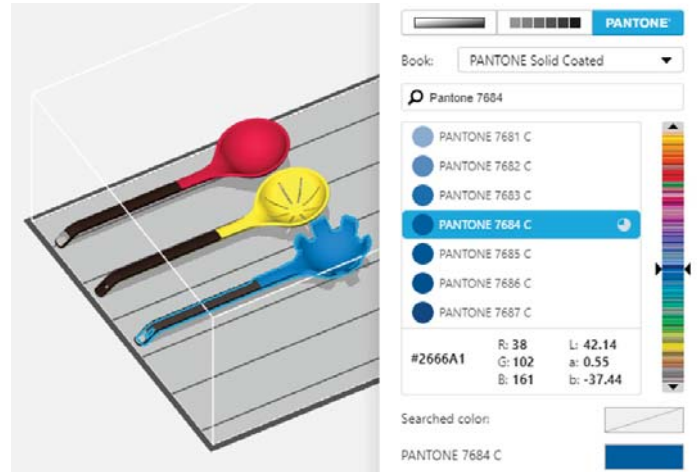 PANTONE®
Book: PANTONE Solid Coated
Pantone 7684
PANTONE 7681 C
PANTONE 7682 C
PANTONE 7683 C
PANTONE 7684 C
PANTONE 7685 C
PANTONE 7686 C
PANTONE 7687 C
#2666A1
R: 38 L: 42.14
G: 102 a: 0.55
B: 161 b: -37.44
Searched color:
PANTONE 7684 C